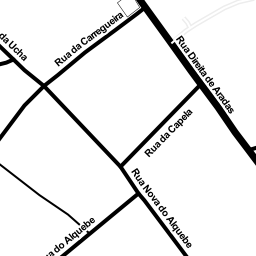 da Ucha
Rua da Carregueira
Rua Direita de Aradas
Rua da Capela
Rua Nova do Alquebe
ua do Alquebe